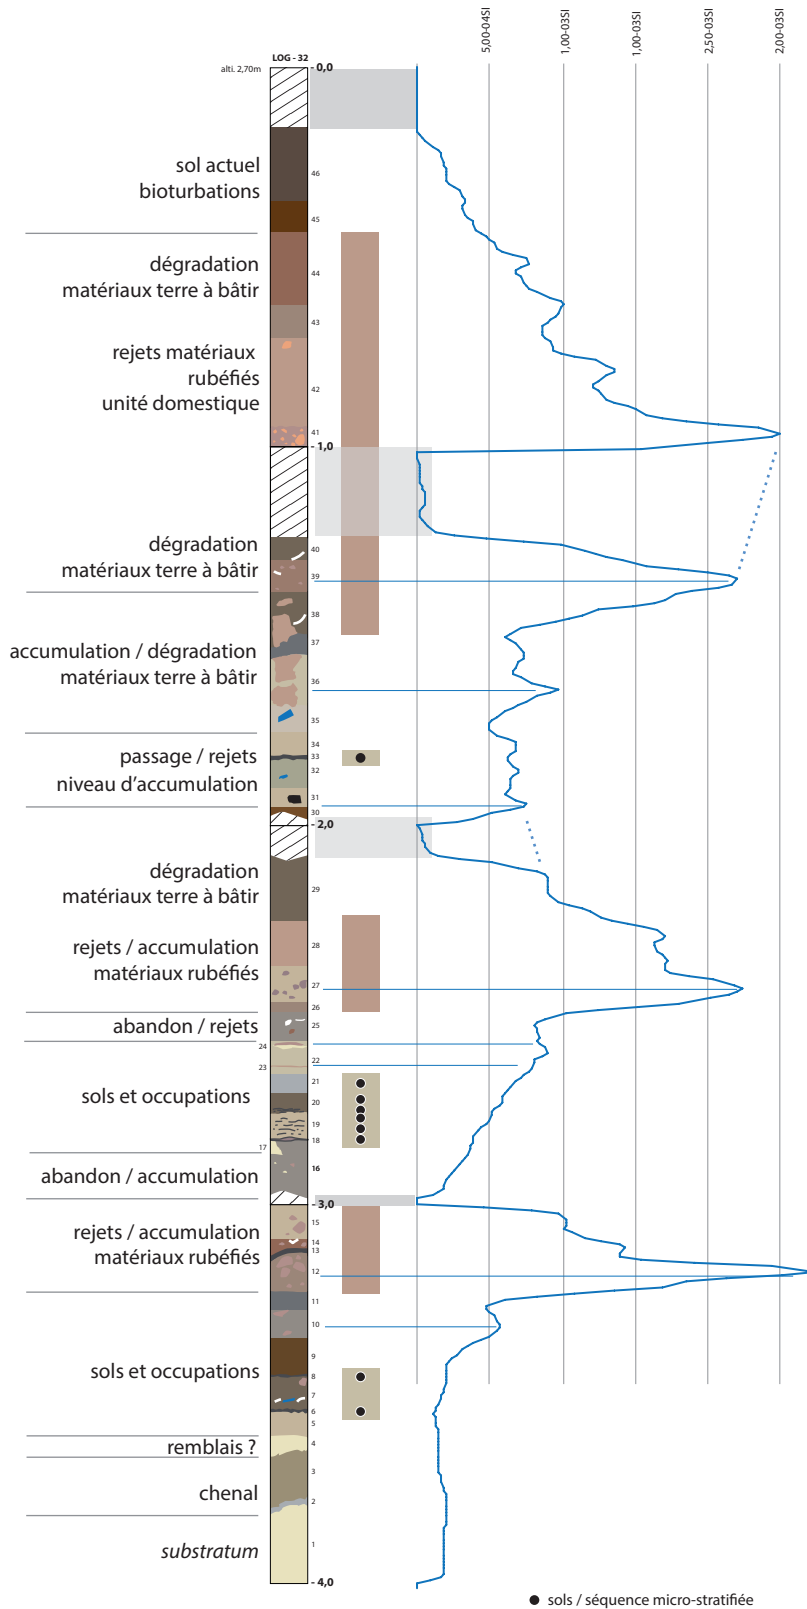 5,00-04SI
1,00-03SI
1,00-03SI
2,50-03SI
2,00-03SI
LOG - 32
alti. 2,70m
- 0,0
sol actuel
bioturbations
46
45
dégradation
matériaux terre à bâtir
44
43
rejets matériaux
rubéfiés
unité domestique
42
41
- 1,0
dégradation
matériaux terre à bâtir
40
39
38
37
accumulation / dégradation
matériaux terre à bâtir
36
35
passage / rejets
niveau d'accumulation
34
33
32
31
30
- 2,0
dégradation
matériaux terre à bâtir
29
rejets / accumulation
matériaux rubéfiés
28
27
26
abandon / rejets
25
24
22
23
sols et occupations
21
20
19
18
17
abandon / accumulation
16
- 3,0
rejets / accumulation
matériaux rubéfiés
15
14
13
12
11
10
sols et occupations
9
8
7
6
5
remblais ?
4
chenal
3
2
substratum
1
- 4,0
● sols / séquence micro-stratifiée